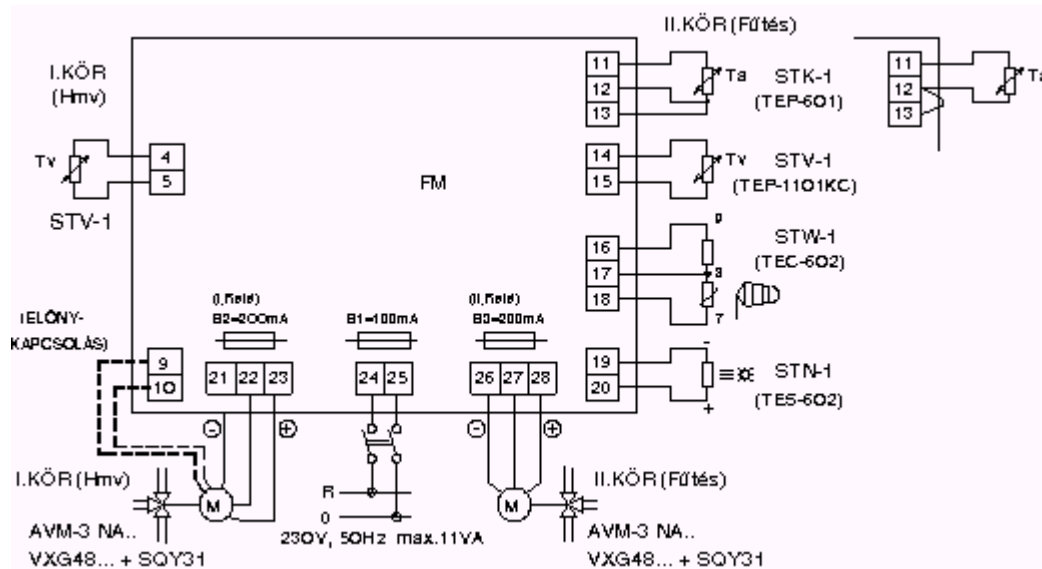 II.KÖR (Fűtés)
I.KÖR
(Hmv)
Tv
STV-1
4
5
FM
11
12
13
Ta
STK-1
(TEP-601)
11
12
13
14
15
Tv
STV-1
(TEP-1101KC)
16
17
18
9
8
7
STW-1
(TEC-602)
19
20
-
+
STN-1
(TES-602)
(ELŐNY-
KAPCSOLÁS)
9
10
(I.Relé)
B2=200mA
B1=100mA
(II.Relé)
B3=200mA
21 22 23
24 25
26 27 28
- +
- +
I.KÖR (Hmv)
M
AVM-3 NA..
VXG48... + SQY31
R
0
230V, 50Hz max.11VA
M
II.KÖR (Fűtés)
AVM-3 NA..
VXG48... + SQY31